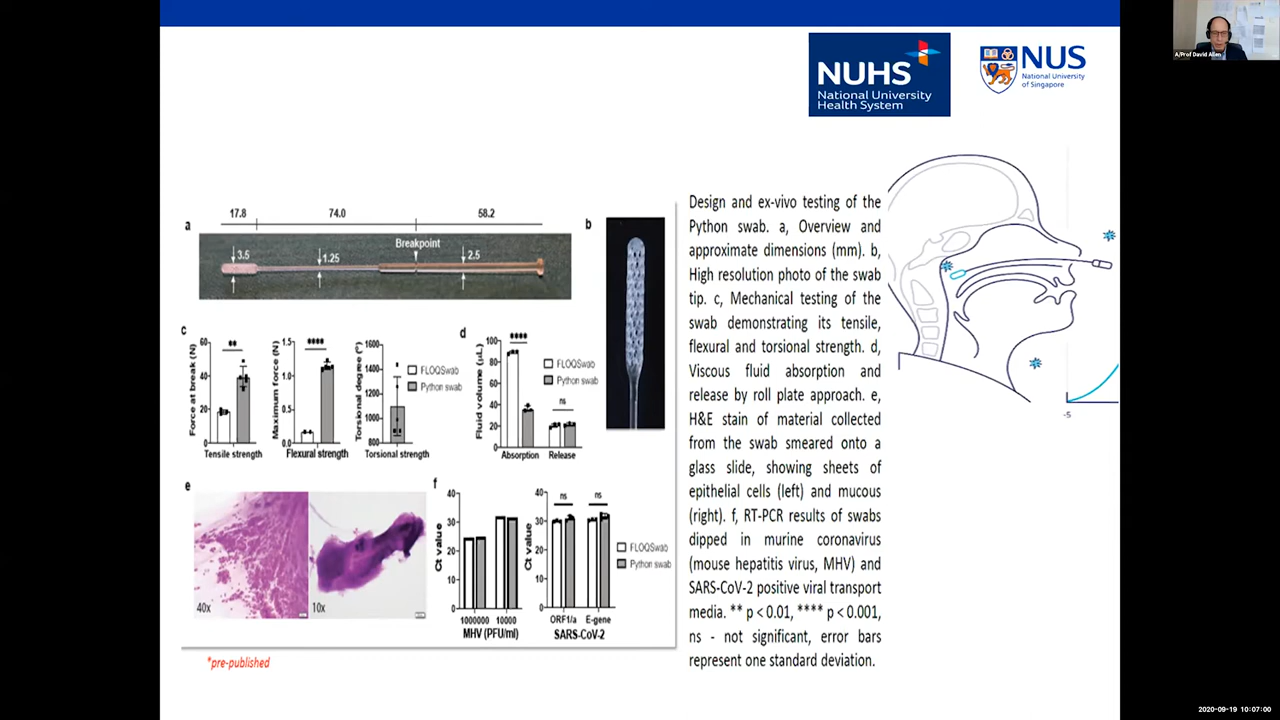 A/Prof David Allen
NUHS
National University
Health System
NUS
National University
of Singapore
a
17.8
74.0
58.2
Breakpoint
3.5
1.25
2.5
b
c
Force at break (N)
60
40
20
0
**
Tensile strength
Maximum force (N)
1.5
1.0
0.5
0.0
****
Flexural strength
Torsional degree (°)
1600
1400
1200
1000
800
Torsional strength
FLOQSwab
Python swab
d
Fluid volume (µL)
100
80
60
40
20
0
****
ns
Absorption
Release
FLOQSwab
Python swab
e
40x
10x
f
Ct value
40
30
20
10
0
1000000
10000
MHV (PFU/ml)
Ct value
40
30
20
10
0
ns
ns
ORF1/a
E-gene
SARS-CoV-2
FLOQSwab
Python swab
*pre-published
Design and ex-vivo testing of the
Python swab. a, Overview and
approximate dimensions (mm). b,
High resolution photo of the swab
tip. c, Mechanical testing of the
swab demonstrating its tensile,
flexural and torsional strength. d,
Viscous fluid absorption and
release by roll plate approach. e,
H&E stain of material collected
from the swab smeared onto a
glass slide, showing sheets of
epithelial cells (left) and mucous
(right). f, RT-PCR results of swabs
dipped in murine coronavirus
(mouse hepatitis virus, MHV) and
SARS-CoV-2 positive viral transport
media. ** p < 0.01, **** p < 0.001,
ns - not significant, error bars
represent one standard deviation.
-5
2020-09-19 10:07:00